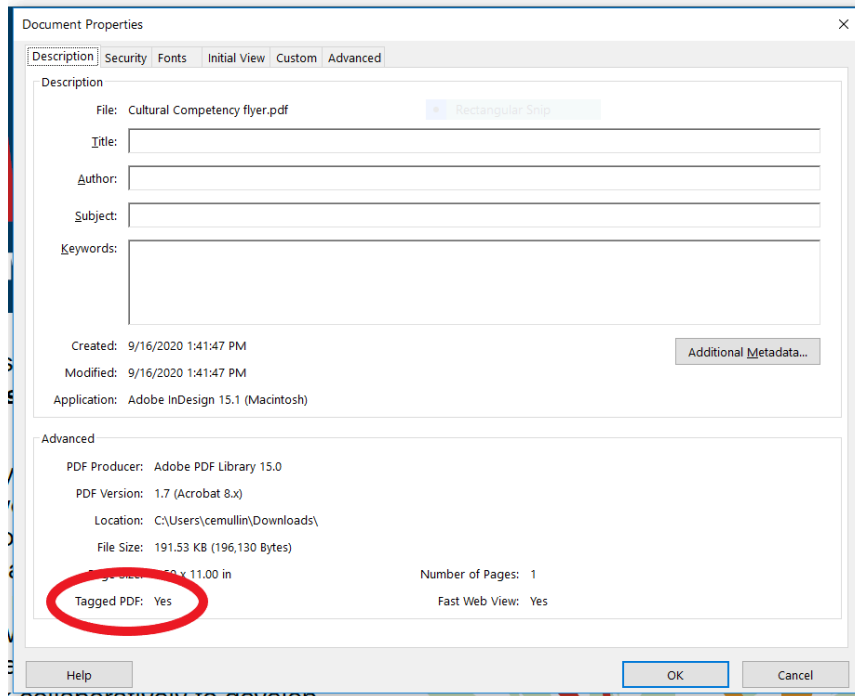 Document Properties
Description Security Fonts Initial View Custom Advanced
Description
File: Cultural Competency flyer.pdf
Rectangular Snip
Title:
Author:
Subject:
Keywords:
Created: 9/16/2020 1:41:47 PM
Modified: 9/16/2020 1:41:47 PM
Additional Metadata...
Application: Adobe InDesign 15.1 (Macintosh)
Advanced
PDF Producer: Adobe PDF Library 15.0
PDF Version: 1.7 (Acrobat 8.x)
Location: C:\Users\cemullin\Downloads\
File Size: 191.53 KB (196,130 Bytes)
x 11.00 in Number of Pages: 1
Tagged PDF: Yes Fast Web View: Yes
Help OK Cancel
collaboratively to develop